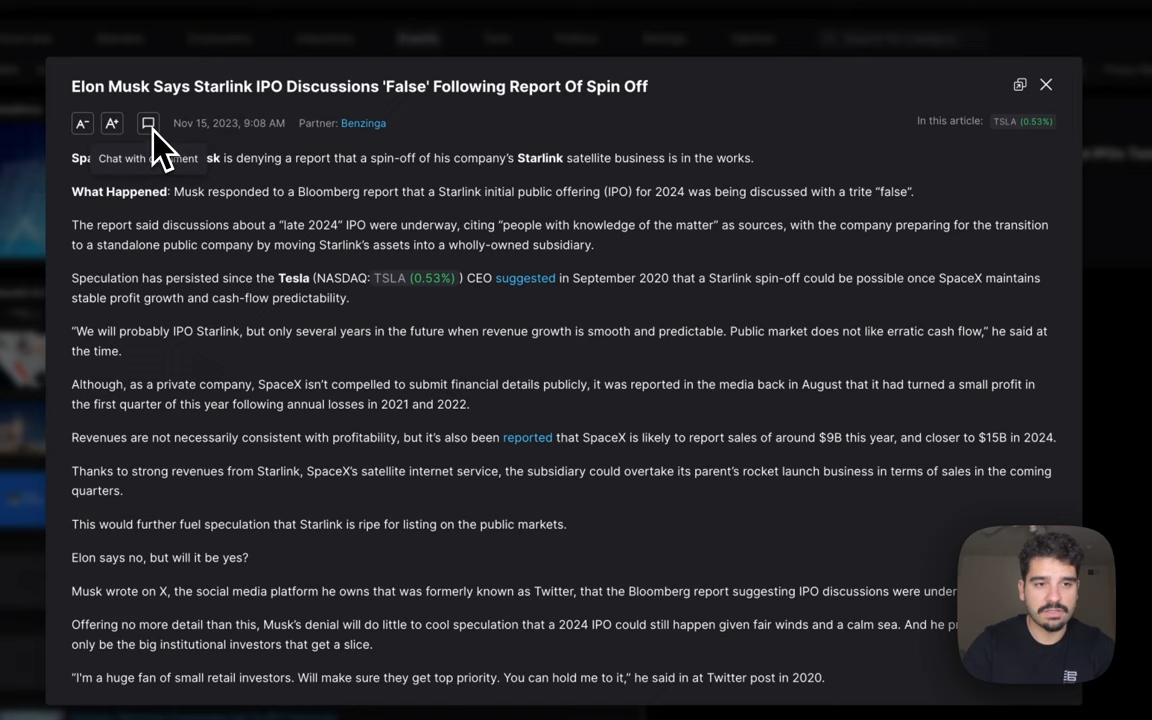 Elon Musk Says Starlink IPO Discussions 'False' Following Report Of Spin Off
A- A+ Nov 15, 2023, 9:08 AM Partner: Benzinga In this article: TSLA (0.53%)
Chat with
sk is denying a report that a spin-off of his company’s Starlink satellite business is in the works.
What Happened: Musk responded to a Bloomberg report that a Starlink initial public offering (IPO) for 2024 was being discussed with a trite “false”.
The report said discussions about a “late 2024” IPO were underway, citing “people with knowledge of the matter” as sources, with the company preparing for the transition
to a standalone public company by moving Starlink’s assets into a wholly-owned subsidiary.
Speculation has persisted since the Tesla (NASDAQ: TSLA (0.53%) ) CEO suggested in September 2020 that a Starlink spin-off could be possible once SpaceX maintains
stable profit growth and cash-flow predictability.
“We will probably IPO Starlink, but only several years in the future when revenue growth is smooth and predictable. Public market does not like erratic cash flow,” he said at
the time.
Although, as a private company, SpaceX isn’t compelled to submit financial details publicly, it was reported in the media back in August that it had turned a small profit in
the first quarter of this year following annual losses in 2021 and 2022.
Revenues are not necessarily consistent with profitability, but it’s also been reported that SpaceX is likely to report sales of around $9B this year, and closer to $15B in 2024.
Thanks to strong revenues from Starlink, SpaceX’s satellite internet service, the subsidiary could overtake its parent’s rocket launch business in terms of sales in the coming
quarters.
This would further fuel speculation that Starlink is ripe for listing on the public markets.
Elon says no, but will it be yes?
Musk wrote on X, the social media platform he owns that was formerly known as Twitter, that the Bloomberg report suggesting IPO discussions were under
Offering no more detail than this, Musk’s denial will do little to cool speculation that a 2024 IPO could still happen given fair winds and a calm sea. And he p
only be the big institutional investors that get a slice.
“I'm a huge fan of small retail investors. Will make sure they get top priority. You can hold me to it,” he said in at Twitter post in 2020.